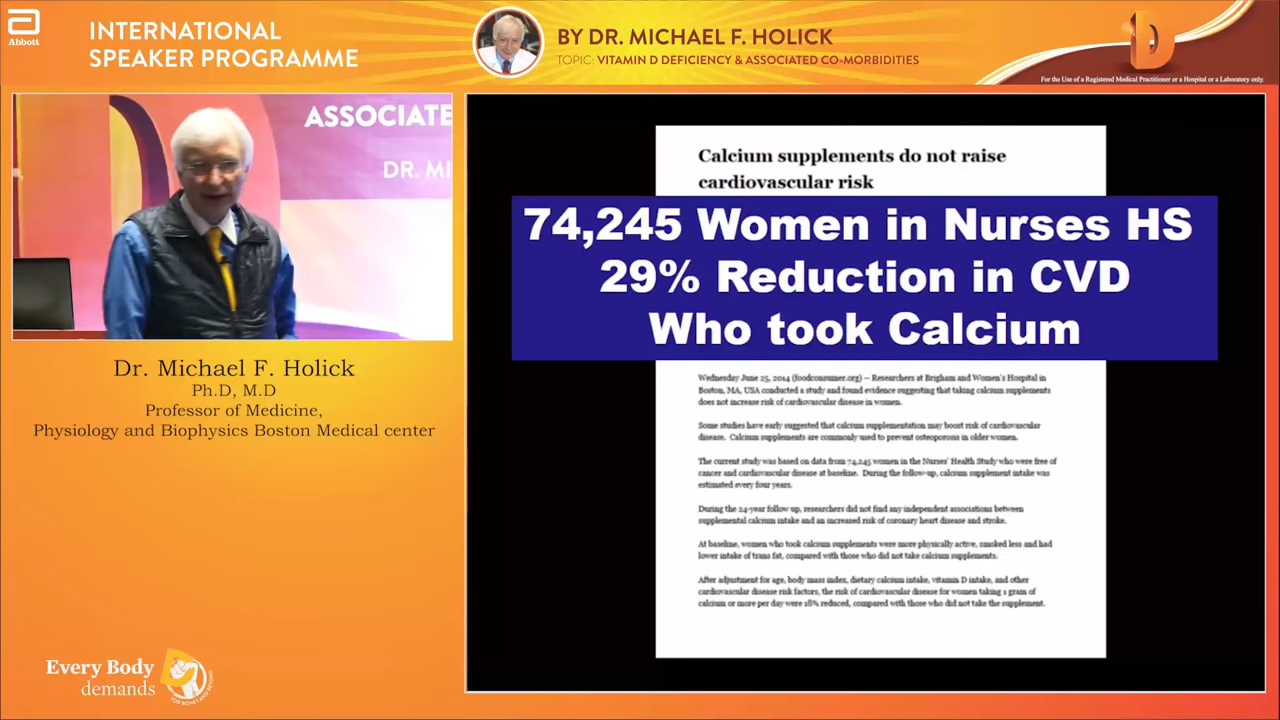 Abbott
INTERNATIONAL
SPEAKER PROGRAMME
BY DR. MICHAEL F. HOLICK
TOPIC: VITAMIN D DEFICIENCY & ASSOCIATED CO-MORBIDITIES
D
For the Use of a Registered Medical Practitioner or a Hospital or a Laboratory only.
ASSOCIATE
DR. MI
Dr. Michael F. Holick
Ph.D, M.D
Professor of Medicine,
Physiology and Biophysics Boston Medical center
Every Body
demands
FOR BONES AND BEYOND
Calcium supplements do not raise
cardiovascular risk
74,245 Women in Nurses HS
29% Reduction in CVD
Who took Calcium
Wednesday June 25, 2014 (foodconsumer.org) -- Researchers at Brigham and Women's Hospital in
Boston, MA, USA conducted a study and found evidence suggesting that taking calcium supplements
does not increase risk of cardiovascular disease in women.
Some studies have early suggested that calcium supplementation may boost risk of cardiovascular
disease. Calcium supplements are commonly used to prevent osteoporosis in older women.
The current study was based on data from 74,245 women in the Nurses' Health Study who were free of
cancer and cardiovascular disease at baseline. During the follow-up, calcium supplement intake was
estimated every four years.
During the 24-year follow up, researchers did not find any independent associations between
supplemental calcium intake and an increased risk of coronary heart disease and stroke.
At baseline, women who took calcium supplements were more physically active, smoked less and had
lower intake of trans fat, compared with those who did not take calcium supplements.
After adjustment for age, body mass index, dietary calcium intake, vitamin D intake, and other
cardiovascular disease risk factors, the risk of cardiovascular disease for women taking 1 gram of
calcium or more per day were 18% reduced, compared with those who did not take the supplement.